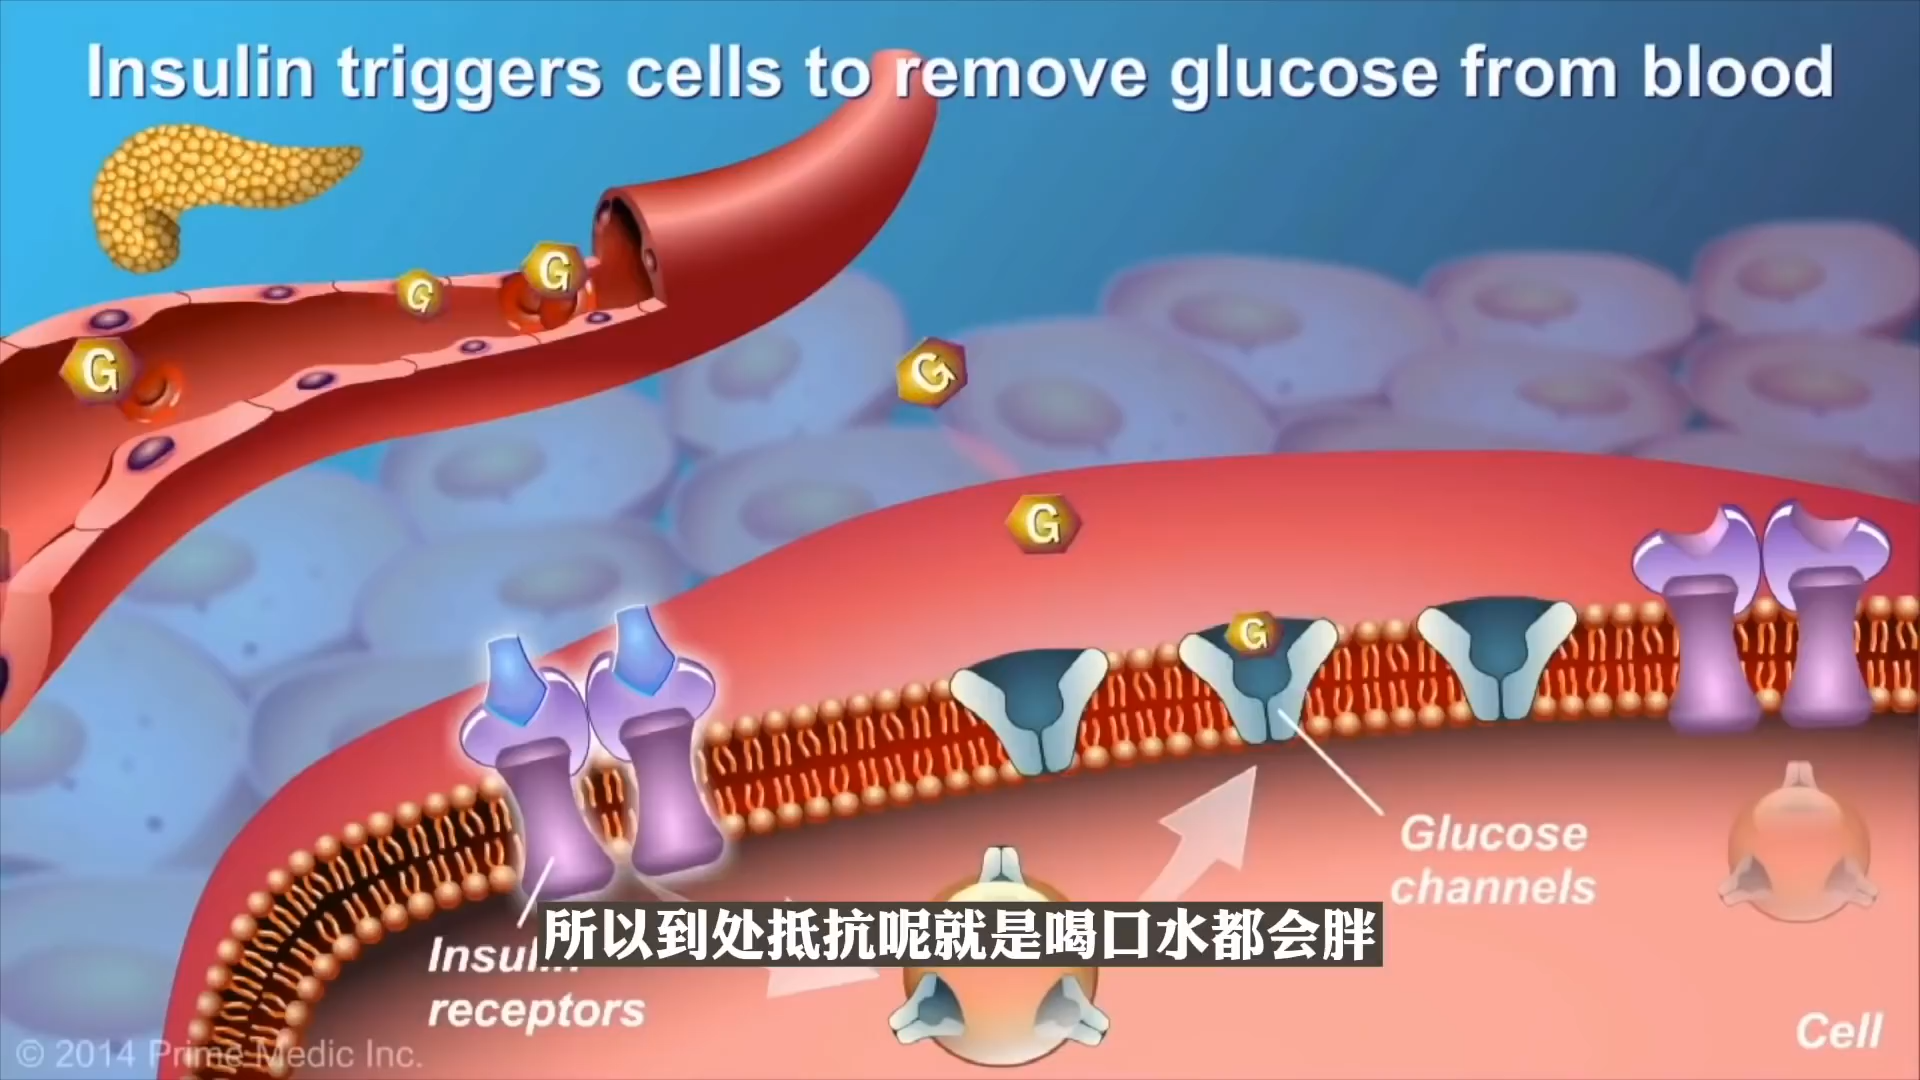 Insulin triggers cells to remove glucose from blood
G
G
G
G
G
G
Glucose
channels
所以到处抵抗呢就是喝口水都会胖
receptors
Cell
© 2014 Prime Medic Inc.